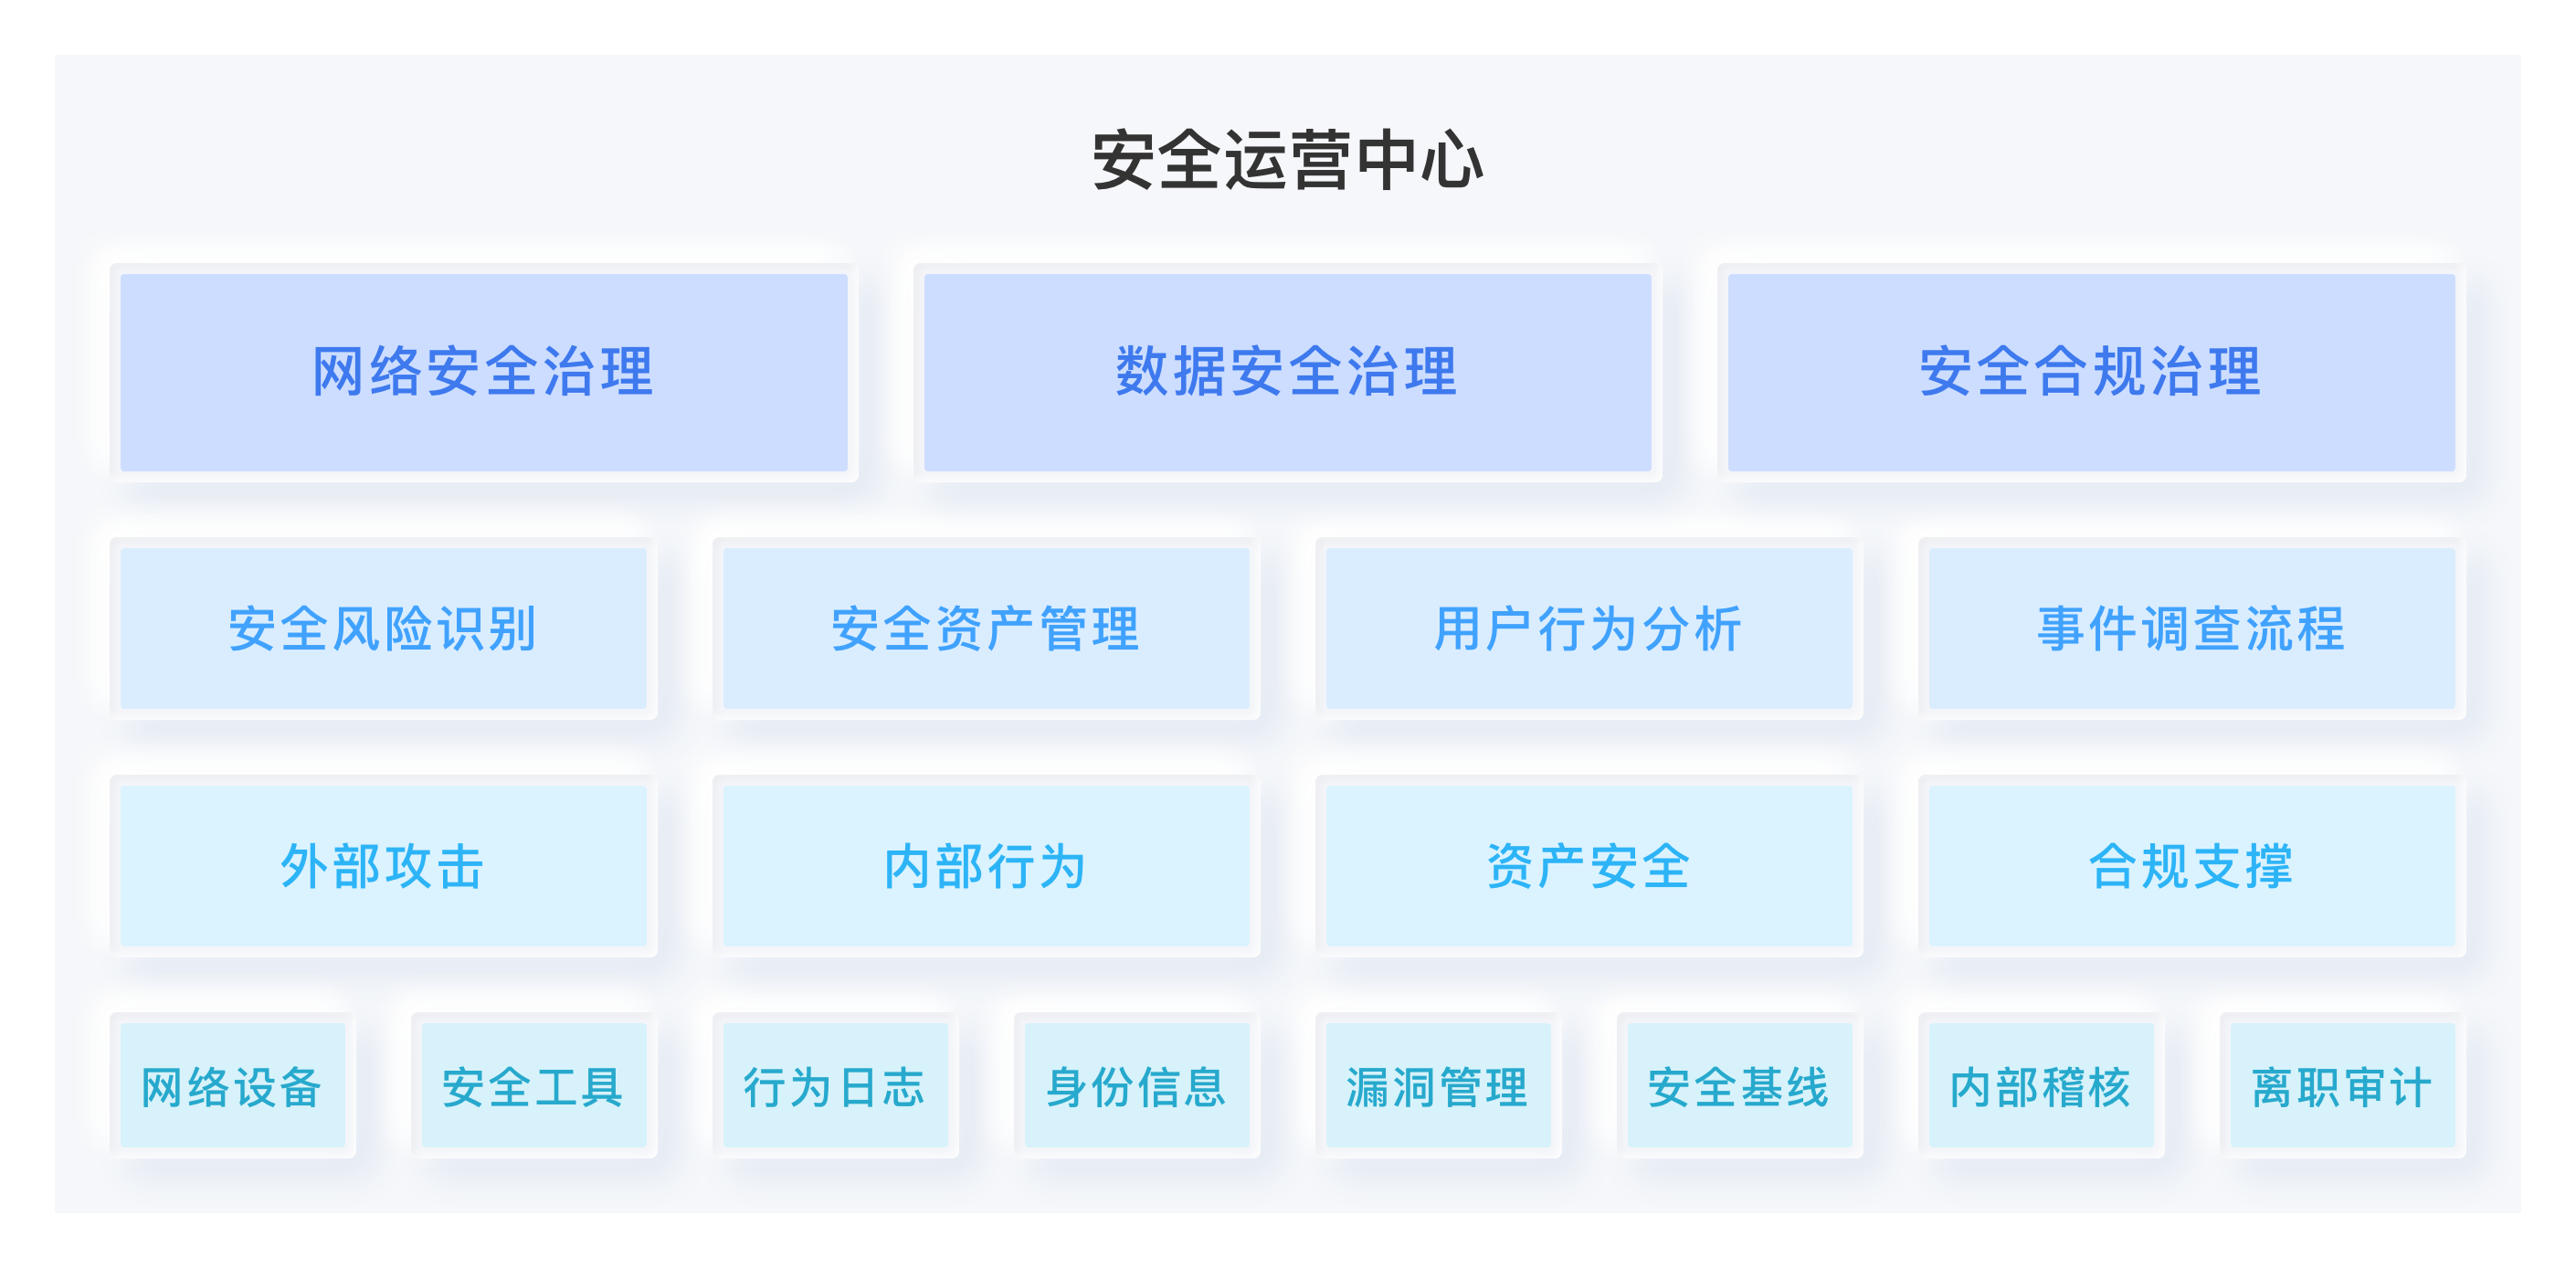 安全运营中心
网络安全治理
数据安全治理
安全合规治理
安全风险识别
安全资产管理
用户行为分析
事件调查流程
外部攻击
内部行为
资产安全
合规支撑
网络设备
安全工具
行为日志
身份信息
漏洞管理
安全基线
内部稽核
离职审计